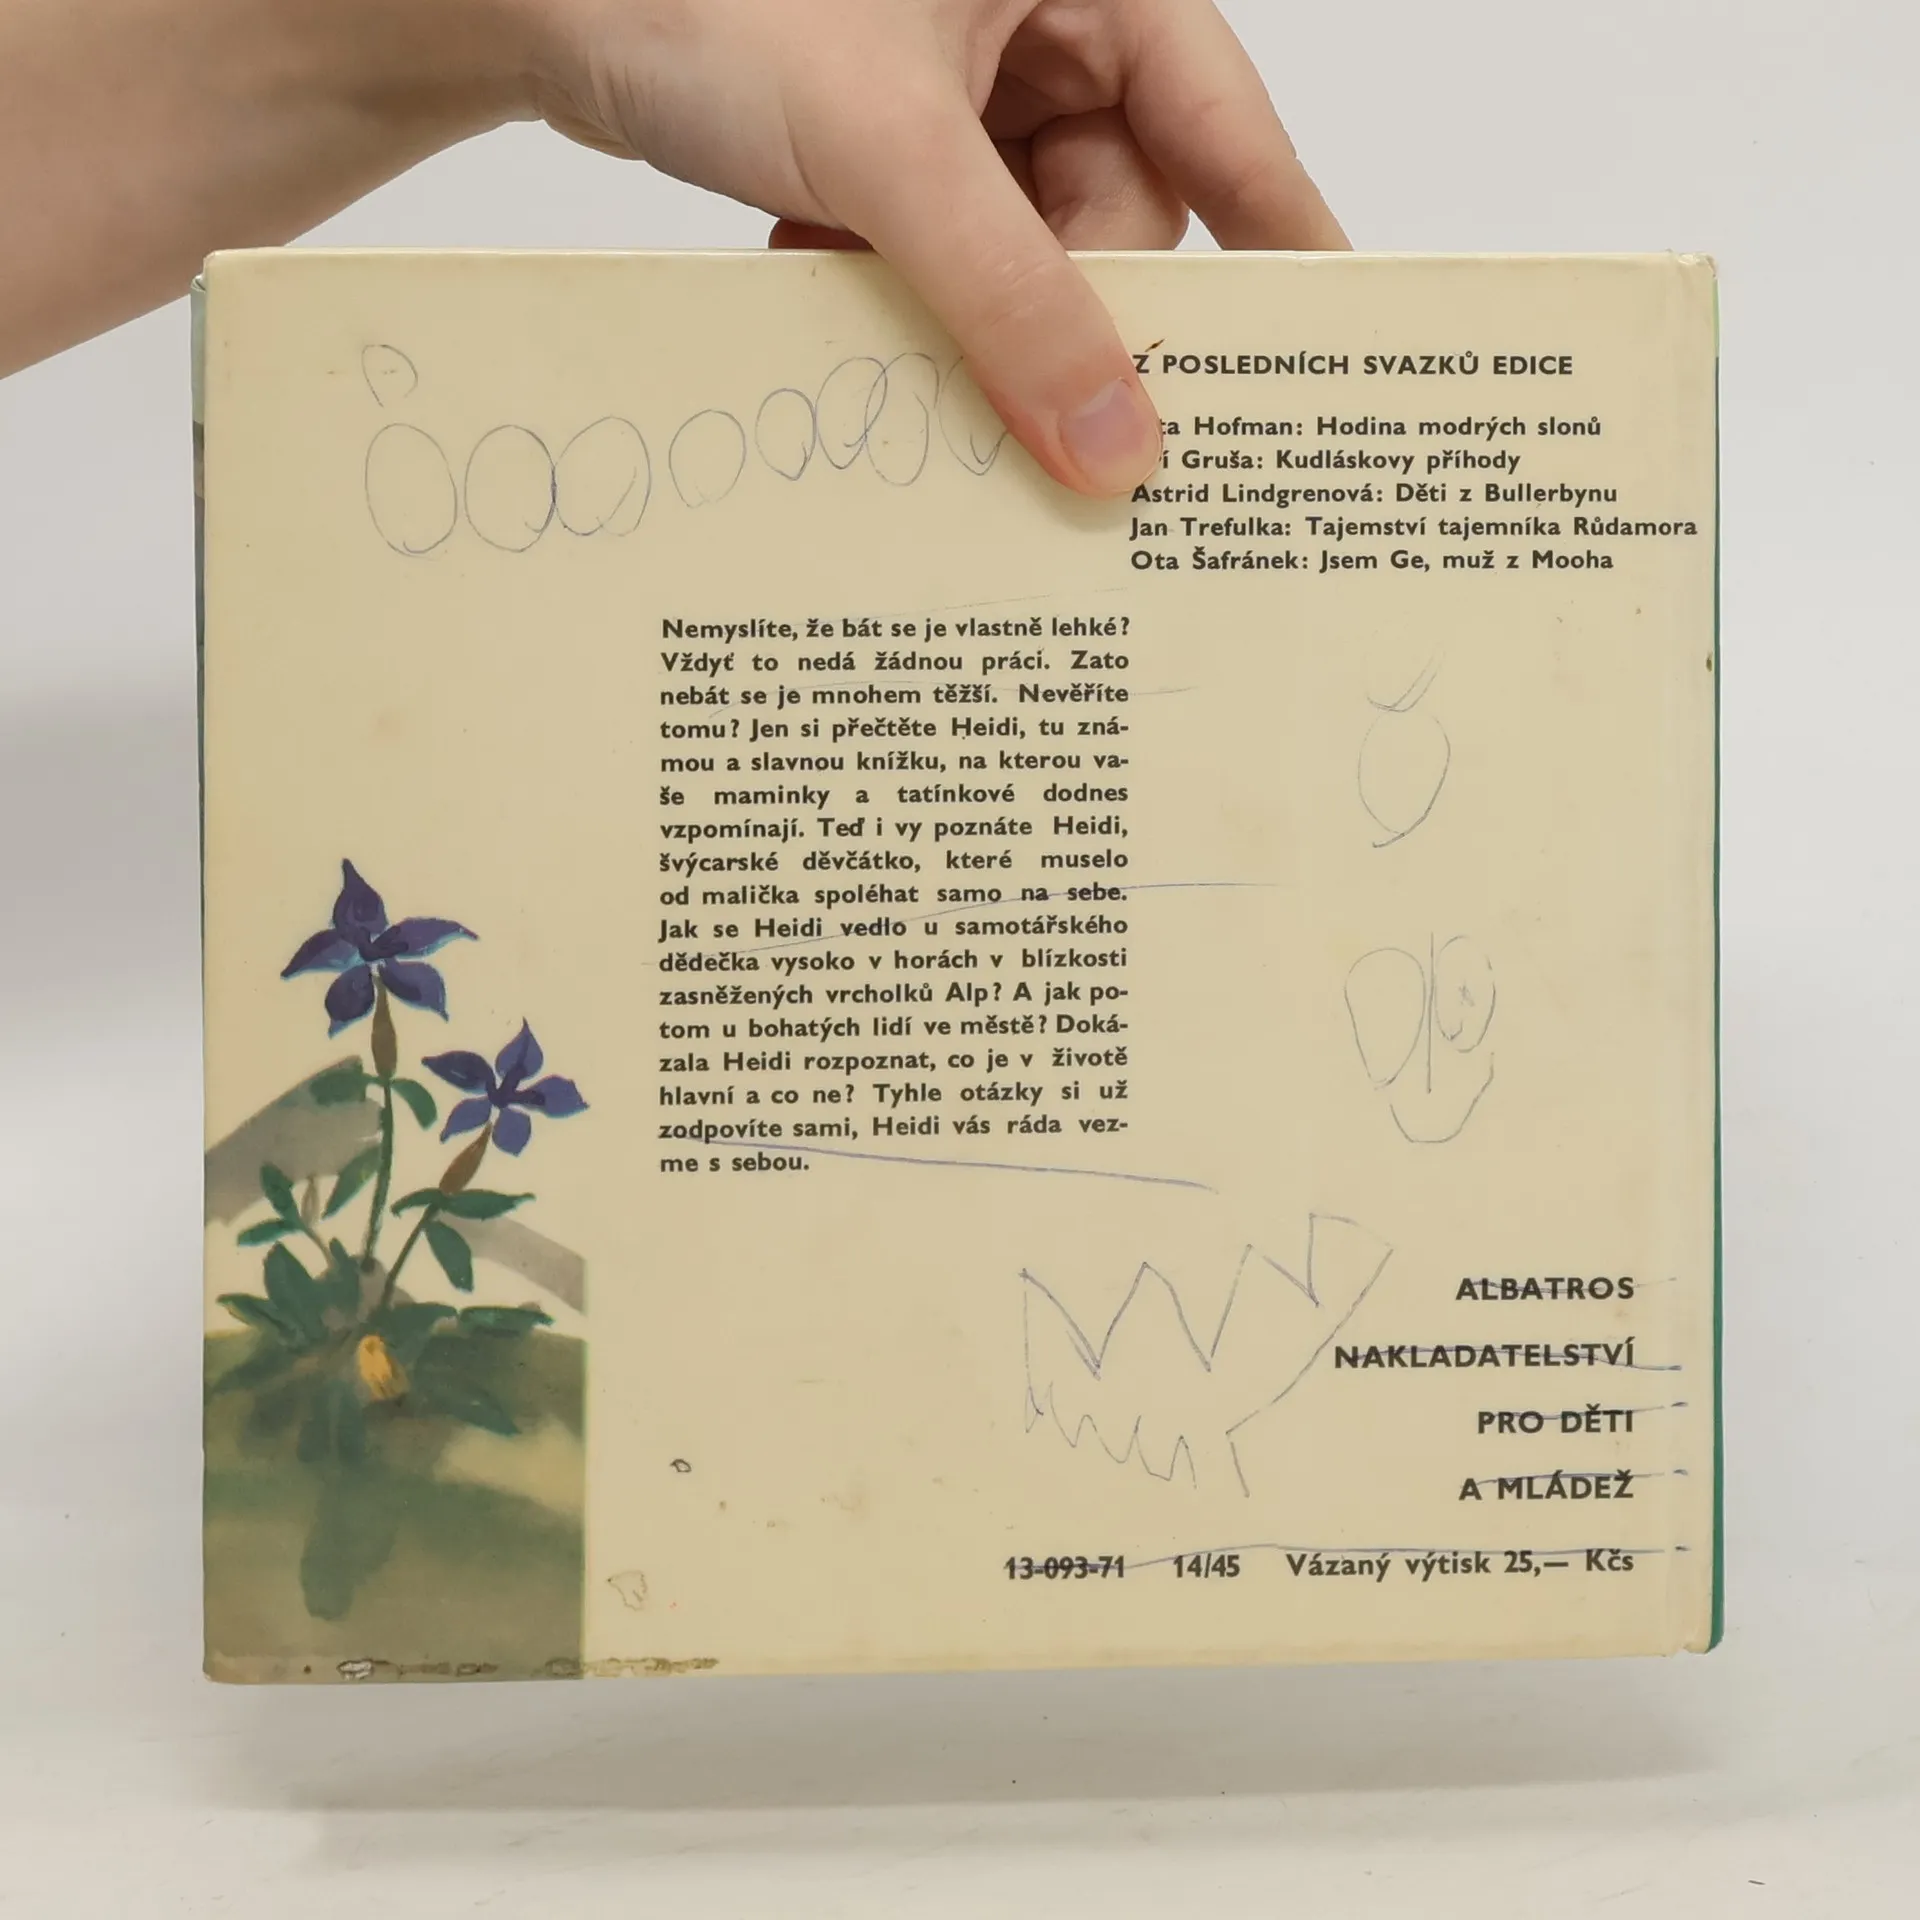 Z POSLEDNÍCH SVAZKŮ EDICE
Hofman: Hodina modrých slonů
Gruša: Kudláskovy příhody
Astrid Lindgrenová: Děti z Bullerbynu
Jan Trefulka: Tajemství tajemníka Růdamora
Ota Šafránek: Jsem Ge, muž z Mooha
Nemyslíte, že bát se je vlastně lehké?
Vždyť to nedá žádnou práci. Zato
nebát se je mnohem těžší. Nevěříte
tomu? Jen si přečtěte Heidi, tu zná-
mou a slavnou knížku, na kterou va-
še maminky a tatínkové dodnes
vzpomínají. Teď i vy poznáte Heidi,
švýcarské děvčátko, které muselo
od malička spoléhat samo na sebe.
Jak se Heidi vedlo u samotářského
dědečka vysoko v horách v blízkosti
zasněžených vrcholků Alp? A jak po-
tom u bohatých lidí ve městě? Doká-
zala Heidi rozpoznat, co je v životě
hlavní a co ne? Tyhle otázky si už
zodpovíte sami, Heidi vás ráda vez-
me s sebou.
ALBATROS
NAKLADATELSTVÍ
PRO DĚTI
A MLÁDEŽ
13-093-71 14/45 Vázaný výtisk 25,— Kčs